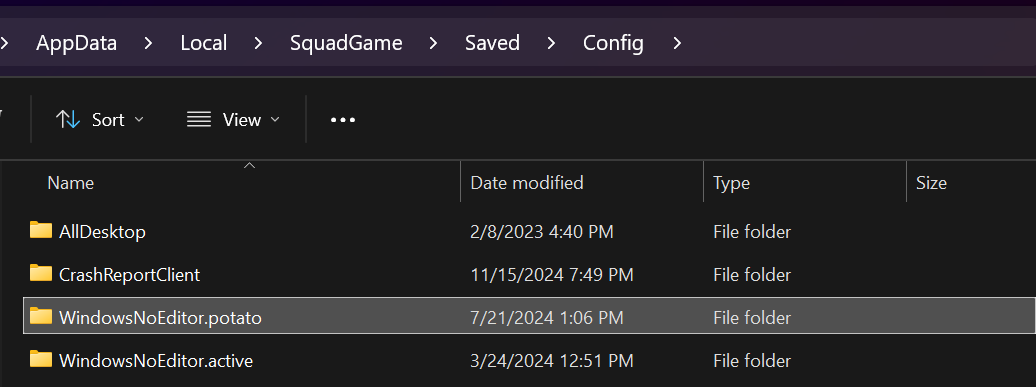 AppData Local SquadGame Saved Config
Sort View
Name Date modified Type Size
AllDesktop 2/8/2023 4:40 PM File folder
CrashReportClient 11/15/2024 7:49 PM File folder
WindowsNoEditor.potato 7/21/2024 1:06 PM File folder
WindowsNoEditor.active 3/24/2024 12:51 PM File folder